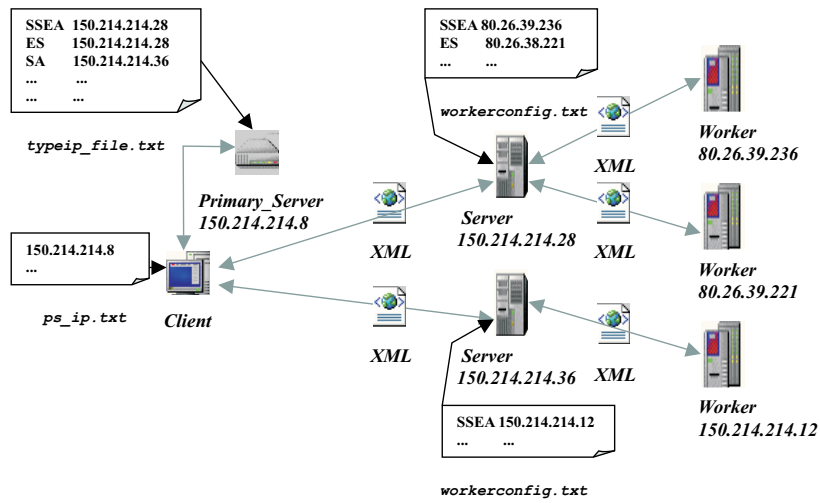 SSEA 150.214.214.28
ES 150.214.214.28
SA 150.214.214.36
... ...
... ...
typeip_file.txt
SSEA 80.26.39.236
ES 80.26.38.221
... ...
workerconfig.txt
Worker
80.26.39.236
XML
Primary_Server
150.214.214.8
XML
Server
150.214.214.28
XML
Worker
80.26.39.221
150.214.214.8
...
ps_ip.txt
Client
XML
Server
150.214.214.36
XML
Worker
150.214.214.12
SSEA 150.214.214.12
... ...
workerconfig.txt